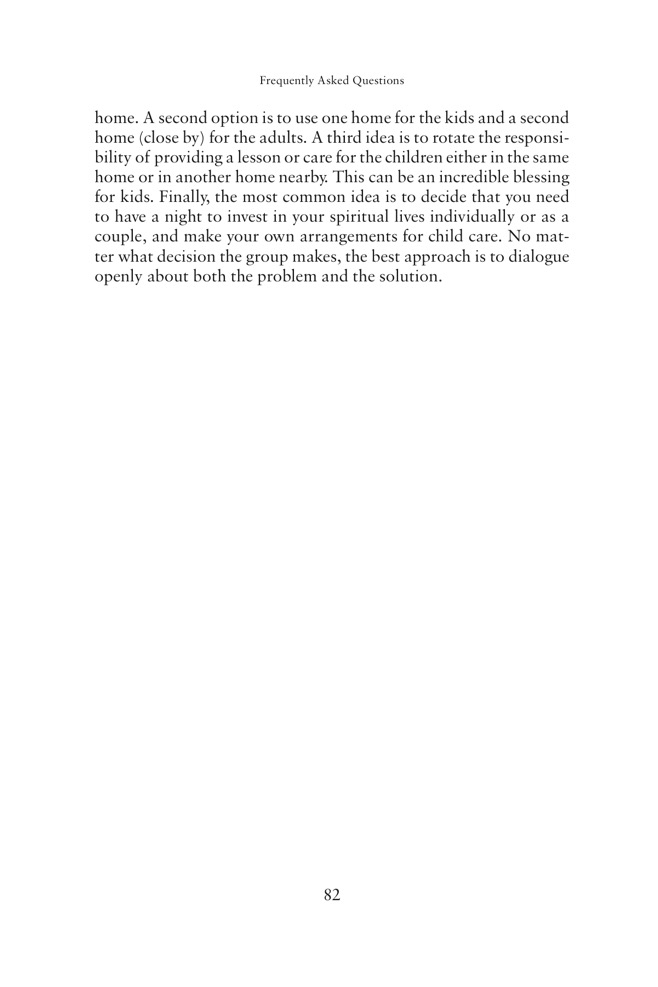 Frequently Asked Questions
home. A second option is to use one home for the kids and a second
home (close by) for the adults. A third idea is to rotate the responsi-
bility of providing a lesson or care for the children either in the same
home or in another home nearby. This can be an incredible blessing
for kids. Finally, the most common idea is to decide that you need
to have a night to invest in your spiritual lives individually or as a
couple, and make your own arrangements for child care. No mat-
ter what decision the group makes, the best approach is to dialogue
openly about both the problem and the solution.
82